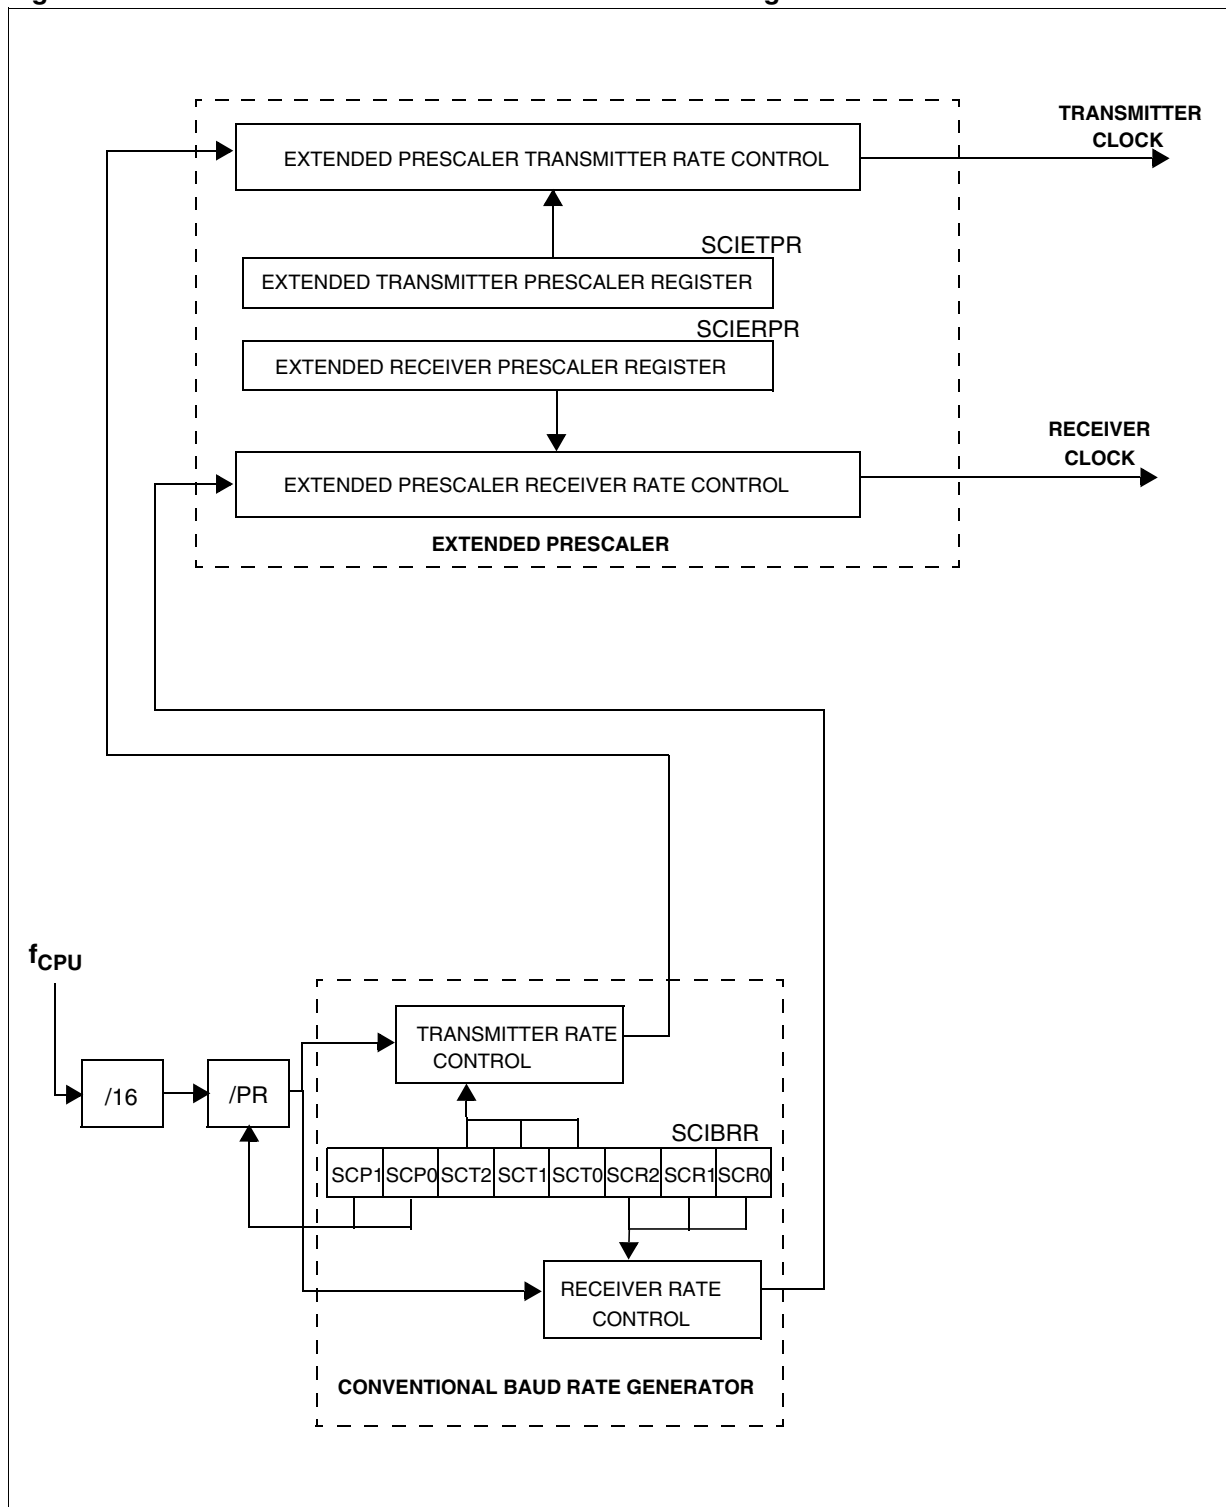 TRANSMITTER
CLOCK
EXTENDED PRESCALER TRANSMITTER RATE CONTROL
SCIETPR
EXTENDED TRANSMITTER PRESCALER REGISTER
SCIERPR
EXTENDED RECEIVER PRESCALER REGISTER
RECEIVER
CLOCK
EXTENDED PRESCALER RECEIVER RATE CONTROL
EXTENDED PRESCALER
fCPU
TRANSMITTER RATE
CONTROL
/16
/PR
SCIBRR
SCP1 SCP0 SCT2 SCT1 SCT0 SCR2 SCR1 SCR0
RECEIVER RATE
CONTROL
CONVENTIONAL BAUD RATE GENERATOR